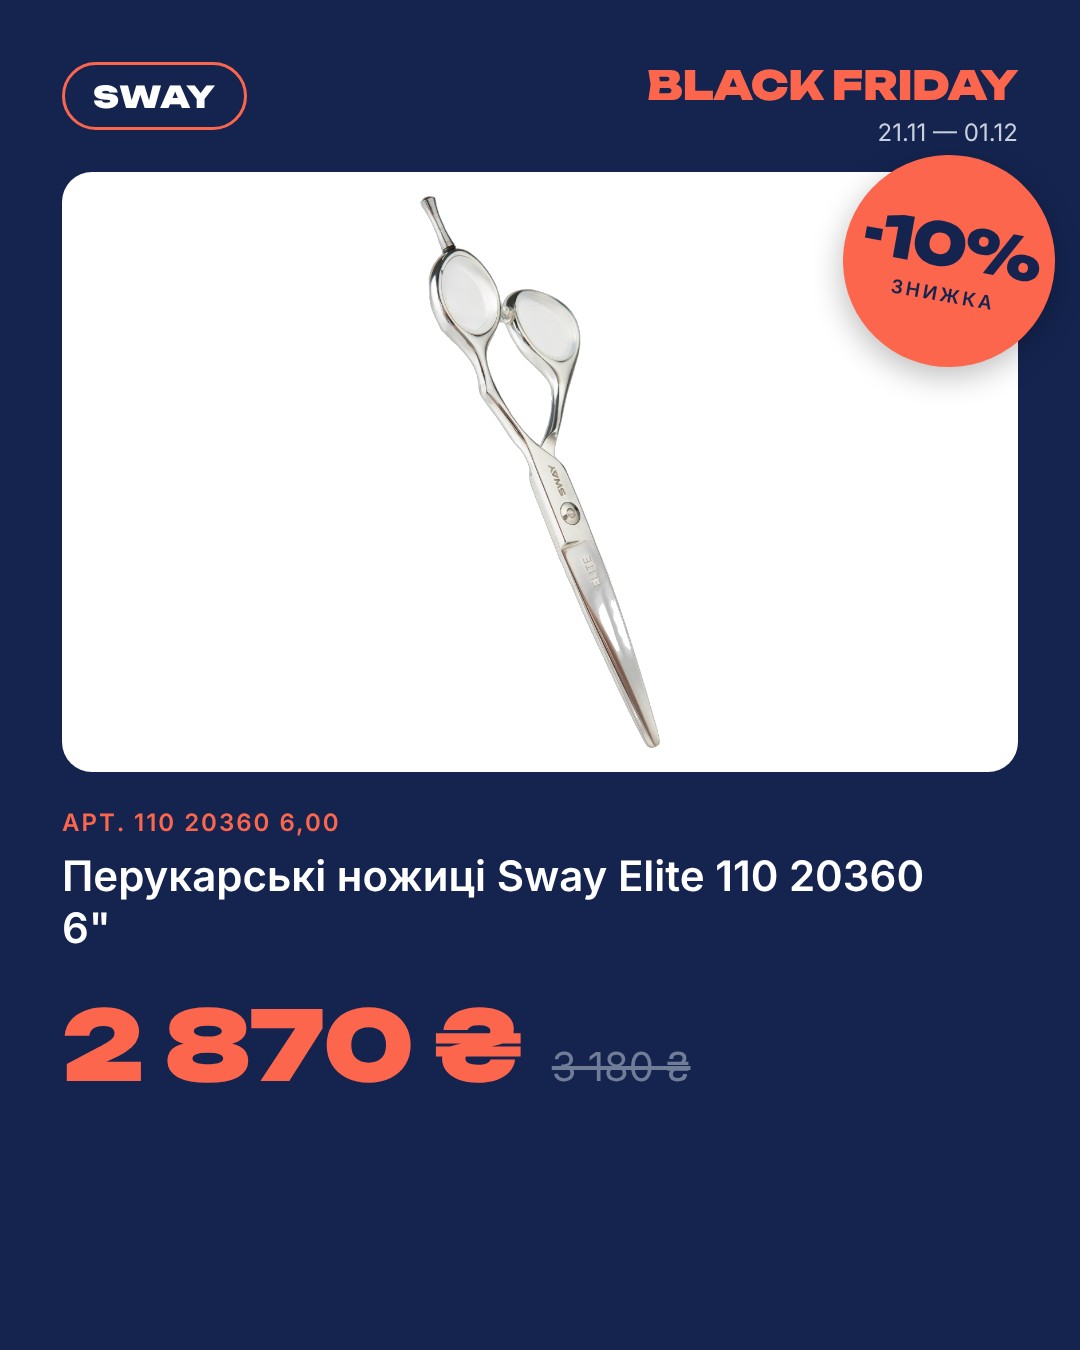 SWAY
BLACK FRIDAY
21.11 — 01.12
-10%
ЗНИЖКА
SWAY
ELITE
АРТ. 110 20360 6,00
Перукарські ножиці Sway Elite 110 20360
6"
2 870 ₴
3 180 ₴